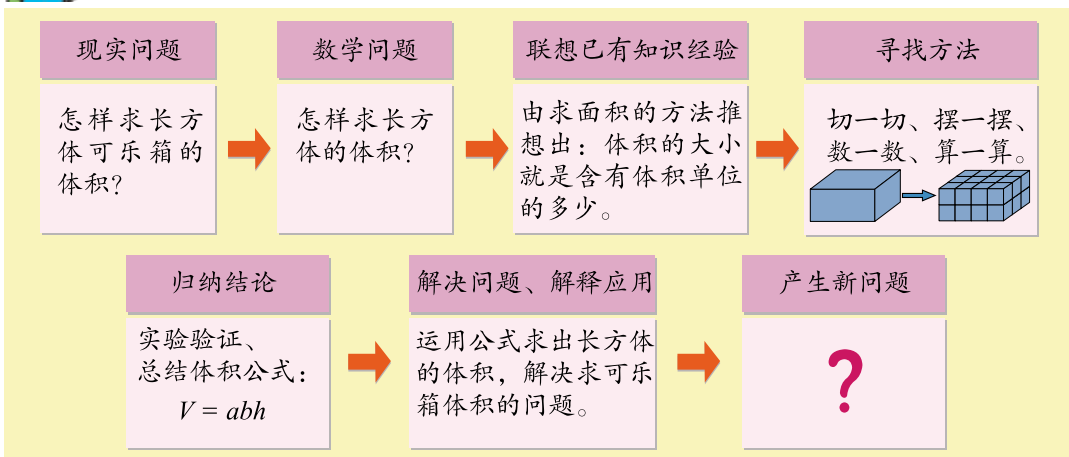 现实问题
怎样求长方
体可乐箱的
体积？
数学问题
怎样求长方
体的体积？
联想已有知识经验
由求面积的方法推
想出：体积的大小
就是含有体积单位
的多少。
寻找方法
切一切、摆一摆、
数一数、算一算。
归纳结论
实验验证、
总结体积公式：
V = abh
解决问题、解释应用
运用公式求出长方体
的体积，解决求可乐
箱体积的问题。
产生新问题
?